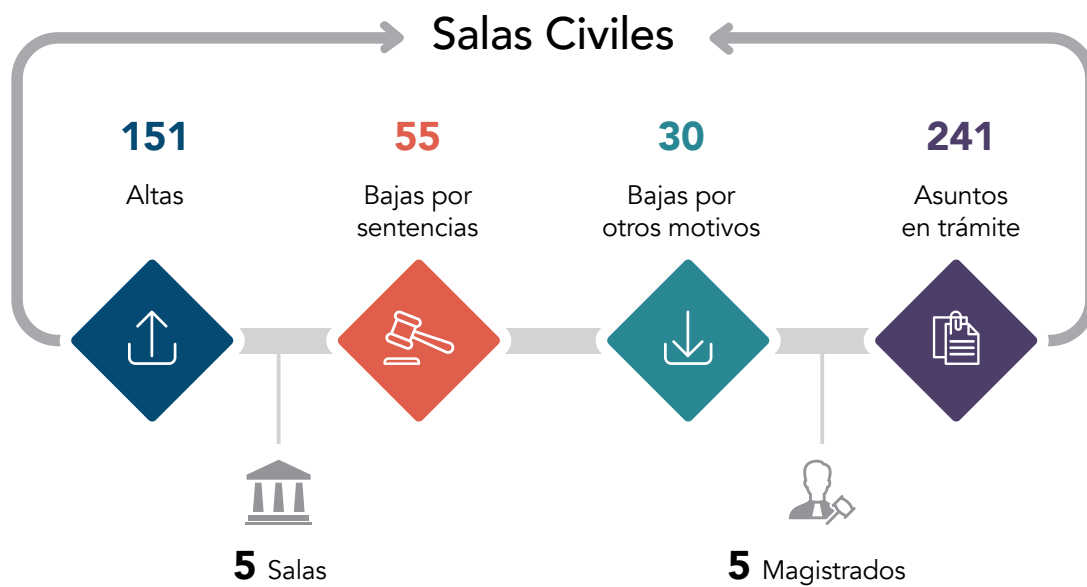 Salas Civiles
151
Altas
55
Bajas por
sentencias
30
Bajas por
otros motivos
241
Asuntos
en trámite
5 Salas
5 Magistrados